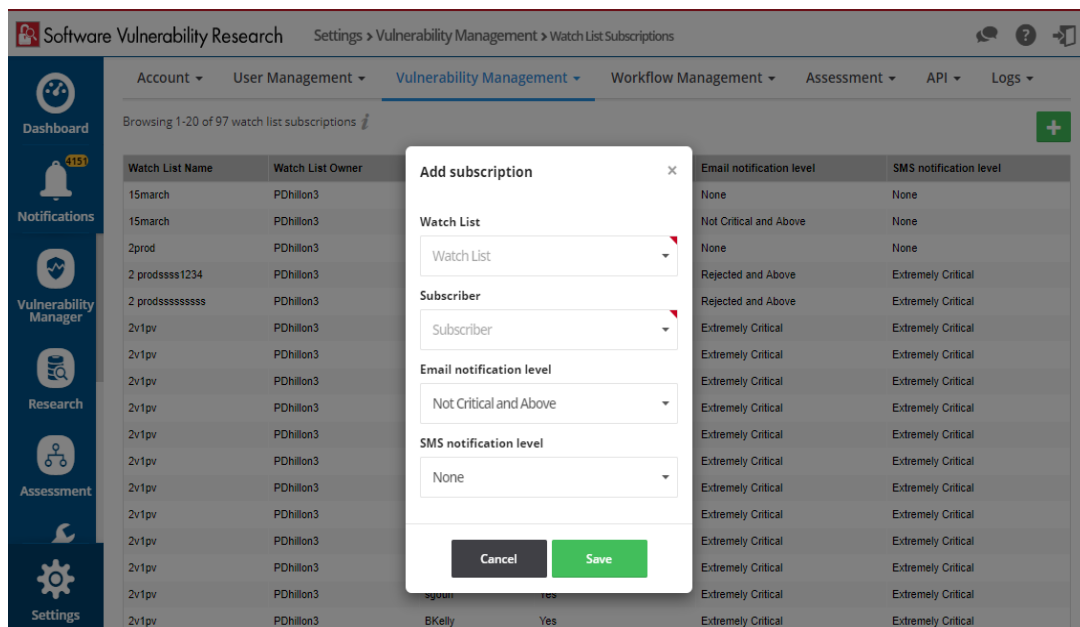 Software Vulnerability Research Settings > Vulnerability Management > Watch List Subscriptions
Account User Management Vulnerability Management Workflow Management Assessment API Logs
Dashboard
Browsing 1-20 of 97 watch list subscriptions i
4151
Notifications
Vulnerability
Manager
Research
Assessment
Settings
Watch List Name Watch List Owner Email notification level SMS notification level
15march PDhillon3 None None
15march PDhillon3 Not Critical and Above None
2prod PDhillon3 None None
2 prodssss1234 PDhillon3 Rejected and Above Extremely Critical
2 prodsssssssss PDhillon3 Rejected and Above Extremely Critical
2v1pv PDhillon3 Extremely Critical Extremely Critical
2v1pv PDhillon3 Extremely Critical Extremely Critical
2v1pv PDhillon3 Extremely Critical Extremely Critical
2v1pv PDhillon3 Extremely Critical Extremely Critical
2v1pv PDhillon3 Extremely Critical Extremely Critical
2v1pv PDhillon3 Extremely Critical Extremely Critical
2v1pv PDhillon3 Extremely Critical Extremely Critical
2v1pv PDhillon3 Extremely Critical Extremely Critical
2v1pv PDhillon3 Extremely Critical Extremely Critical
2v1pv PDhillon3 Extremely Critical Extremely Critical
2v1pv PDhillon3 Extremely Critical Extremely Critical
2v1pv PDhillon3 BKelly Yes Extremely Critical Extremely Critical
Add subscription ×
Watch List
Watch List
Subscriber
Subscriber
Email notification level
Not Critical and Above
SMS notification level
None
Cancel Save